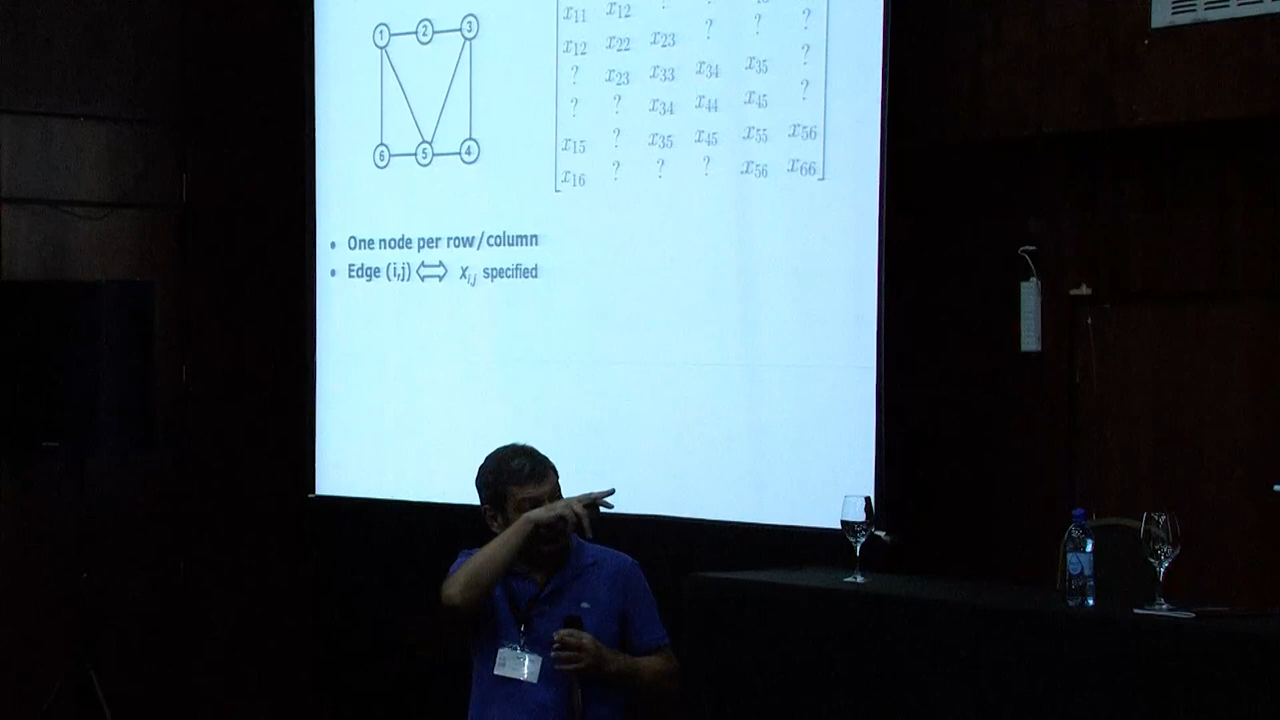 1 2 3
6 5 4
x11 x12 ? ?
x12 x22 x23 ? ? ?
? x23 x33 x34 x35 ?
? ? x34 x44 x45 ?
x15 ? x35 x45 x55 x56
x16 ? ? ? x56 x66
• One node per row/column
• Edge (i,j) ⇔ Xi,j specified